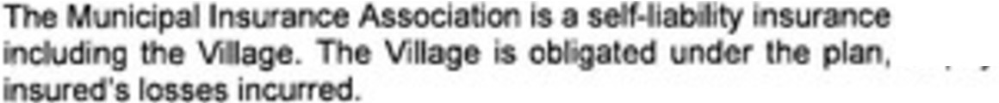 The Municipal Insurance Association is a self-liability insurance
including the Village. The Village is obligated under the plan,
insured's losses incurred.